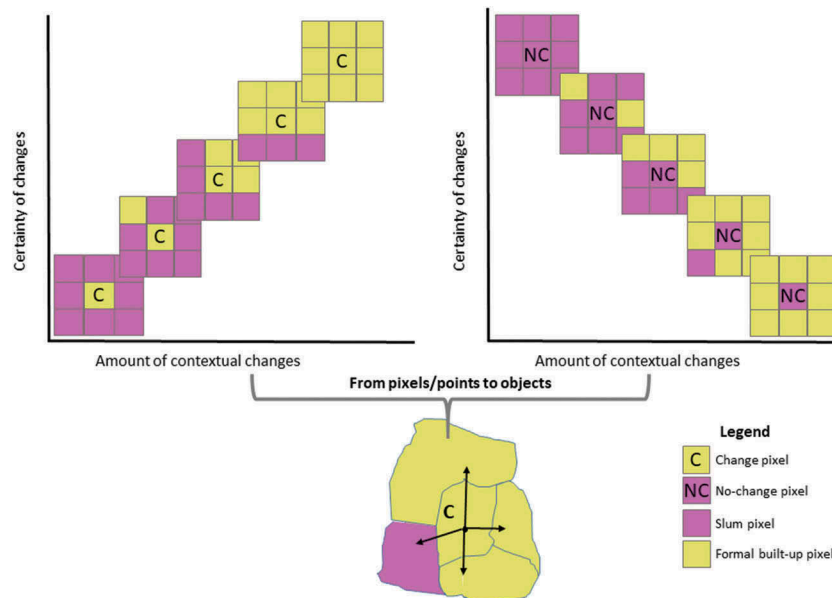 Certainty of changes
C
C
C
C
C
Amount of contextual changes
Certainty of changes
NC
NC
NC
NC
NC
Amount of contextual changes
From pixels/points to objects
C
Legend
C Change pixel
NC No-change pixel
Slum pixel
Formal built-up pixel